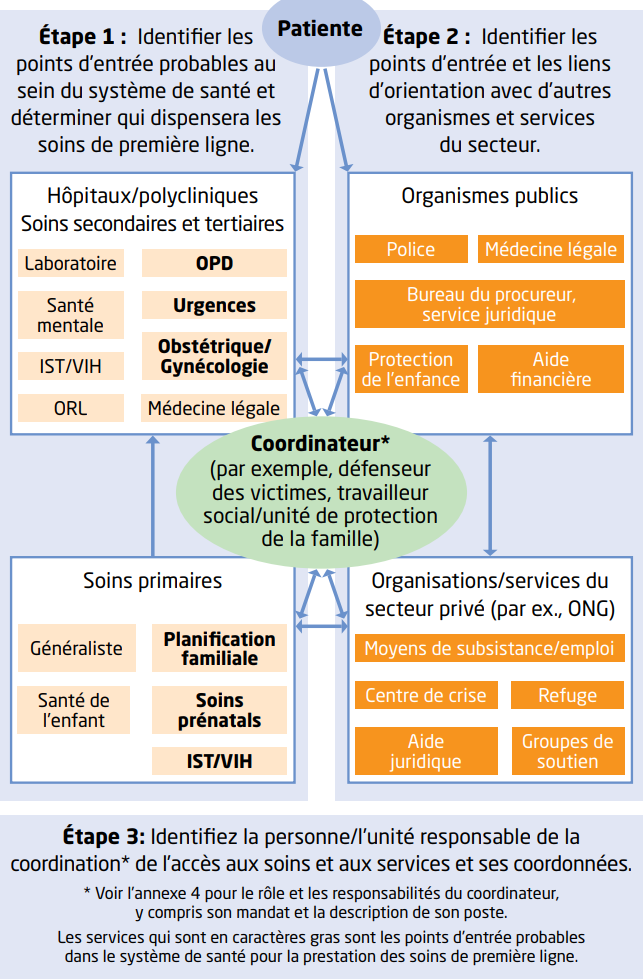 Patiente
Étape 1 : Identifier les
points d'entrée probables au
sein du système de santé et
déterminer qui dispensera les
soins de première ligne.
Étape 2 : Identifier les
points d'entrée et les liens
d'orientation avec d'autres
organismes et services
du secteur.
Hôpitaux/polycliniques
Soins secondaires et tertiaires
Laboratoire
OPD
Santé
mentale
Urgences
IST/VIH
Obstétrique/
Gynécologie
ORL
Médecine légale
Organismes publics
Police
Médecine légale
Bureau du procureur,
service juridique
Protection
de l'enfance
Aide
financière
Coordinateur*
(par exemple, défenseur
des victimes, travailleur
social/unité de protection
de la famille)
Soins primaires
Généraliste
Planification
familiale
Santé de
l'enfant
Soins
prénatals
IST/VIH
Organisations/services du
secteur privé (par ex., ONG)
Moyens de subsistance/emploi
Centre de crise
Refuge
Aide
juridique
Groupes de
soutien
Étape 3: Identifiez la personne/l'unité responsable de la
coordination* de l'accès aux soins et aux services et ses coordonnées.
* Voir l'annexe 4 pour le rôle et les responsabilités du coordinateur,
y compris son mandat et la description de son poste.
Les services qui sont en caractères gras sont les points d'entrée probables
dans le système de santé pour la prestation des soins de première ligne.